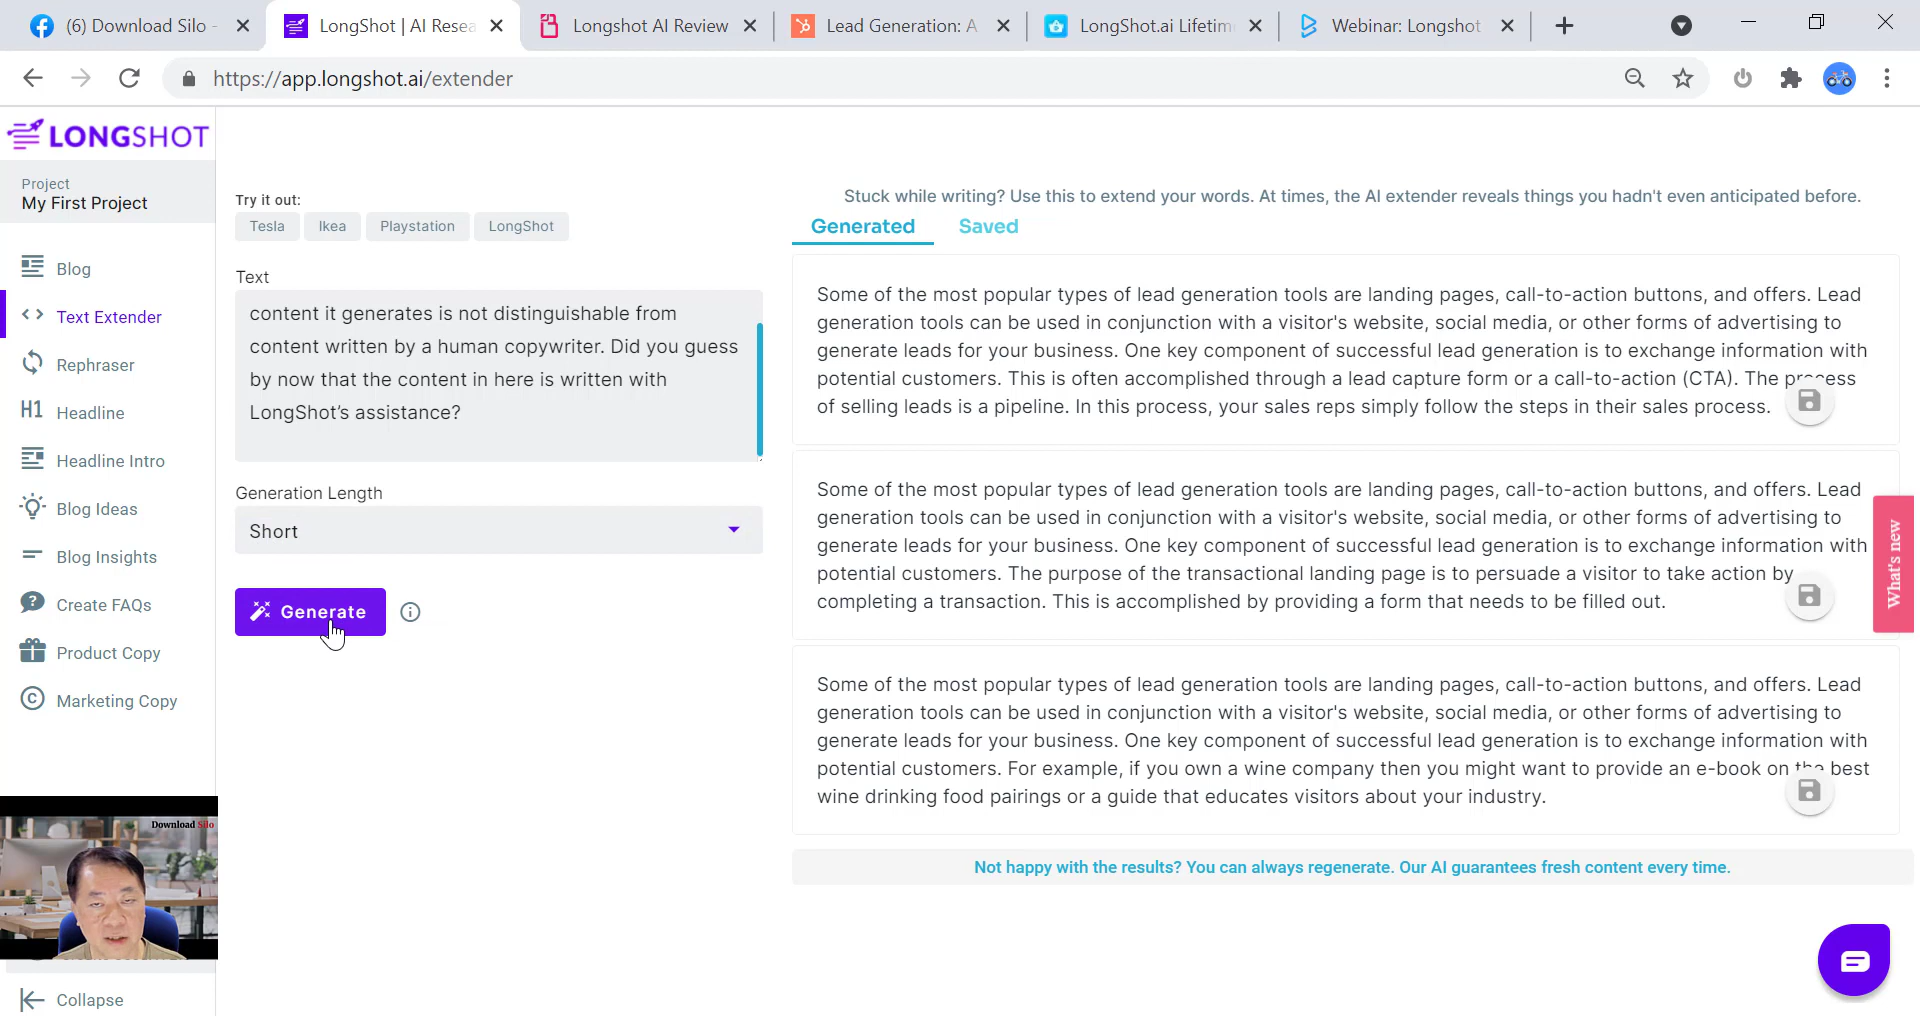 (6) Download Silo -
LongShot | AI Resea
Longshot AI Review
Lead Generation: A
LongShot.ai Lifetim
Webinar: Longshot
https://app.longshot.ai/extender
LONGSHOT
Project
My First Project
Blog
Text Extender
Rephraser
H1 Headline
Headline Intro
Blog Ideas
Blog Insights
Create FAQs
Product Copy
Marketing Copy
Download Silo
Collapse
Try it out:
Tesla Ikea Playstation LongShot
Text
content it generates is not distinguishable from
content written by a human copywriter. Did you guess
by now that the content in here is written with
LongShot's assistance?
Generation Length
Short
Generate
Stuck while writing? Use this to extend your words. At times, the AI extender reveals things you hadn't even anticipated before.
Generated Saved
Some of the most popular types of lead generation tools are landing pages, call-to-action buttons, and offers. Lead
generation tools can be used in conjunction with a visitor's website, social media, or other forms of advertising to
generate leads for your business. One key component of successful lead generation is to exchange information with
potential customers. This is often accomplished through a lead capture form or a call-to-action (CTA). The process
of selling leads is a pipeline. In this process, your sales reps simply follow the steps in their sales process.
Some of the most popular types of lead generation tools are landing pages, call-to-action buttons, and offers. Lead
generation tools can be used in conjunction with a visitor's website, social media, or other forms of advertising to
generate leads for your business. One key component of successful lead generation is to exchange information with
potential customers. The purpose of the transactional landing page is to persuade a visitor to take action by
completing a transaction. This is accomplished by providing a form that needs to be filled out.
Some of the most popular types of lead generation tools are landing pages, call-to-action buttons, and offers. Lead
generation tools can be used in conjunction with a visitor's website, social media, or other forms of advertising to
generate leads for your business. One key component of successful lead generation is to exchange information with
potential customers. For example, if you own a wine company then you might want to provide an e-book on the best
wine drinking food pairings or a guide that educates visitors about your industry.
Not happy with the results? You can always regenerate. Our AI guarantees fresh content every time.
What's new